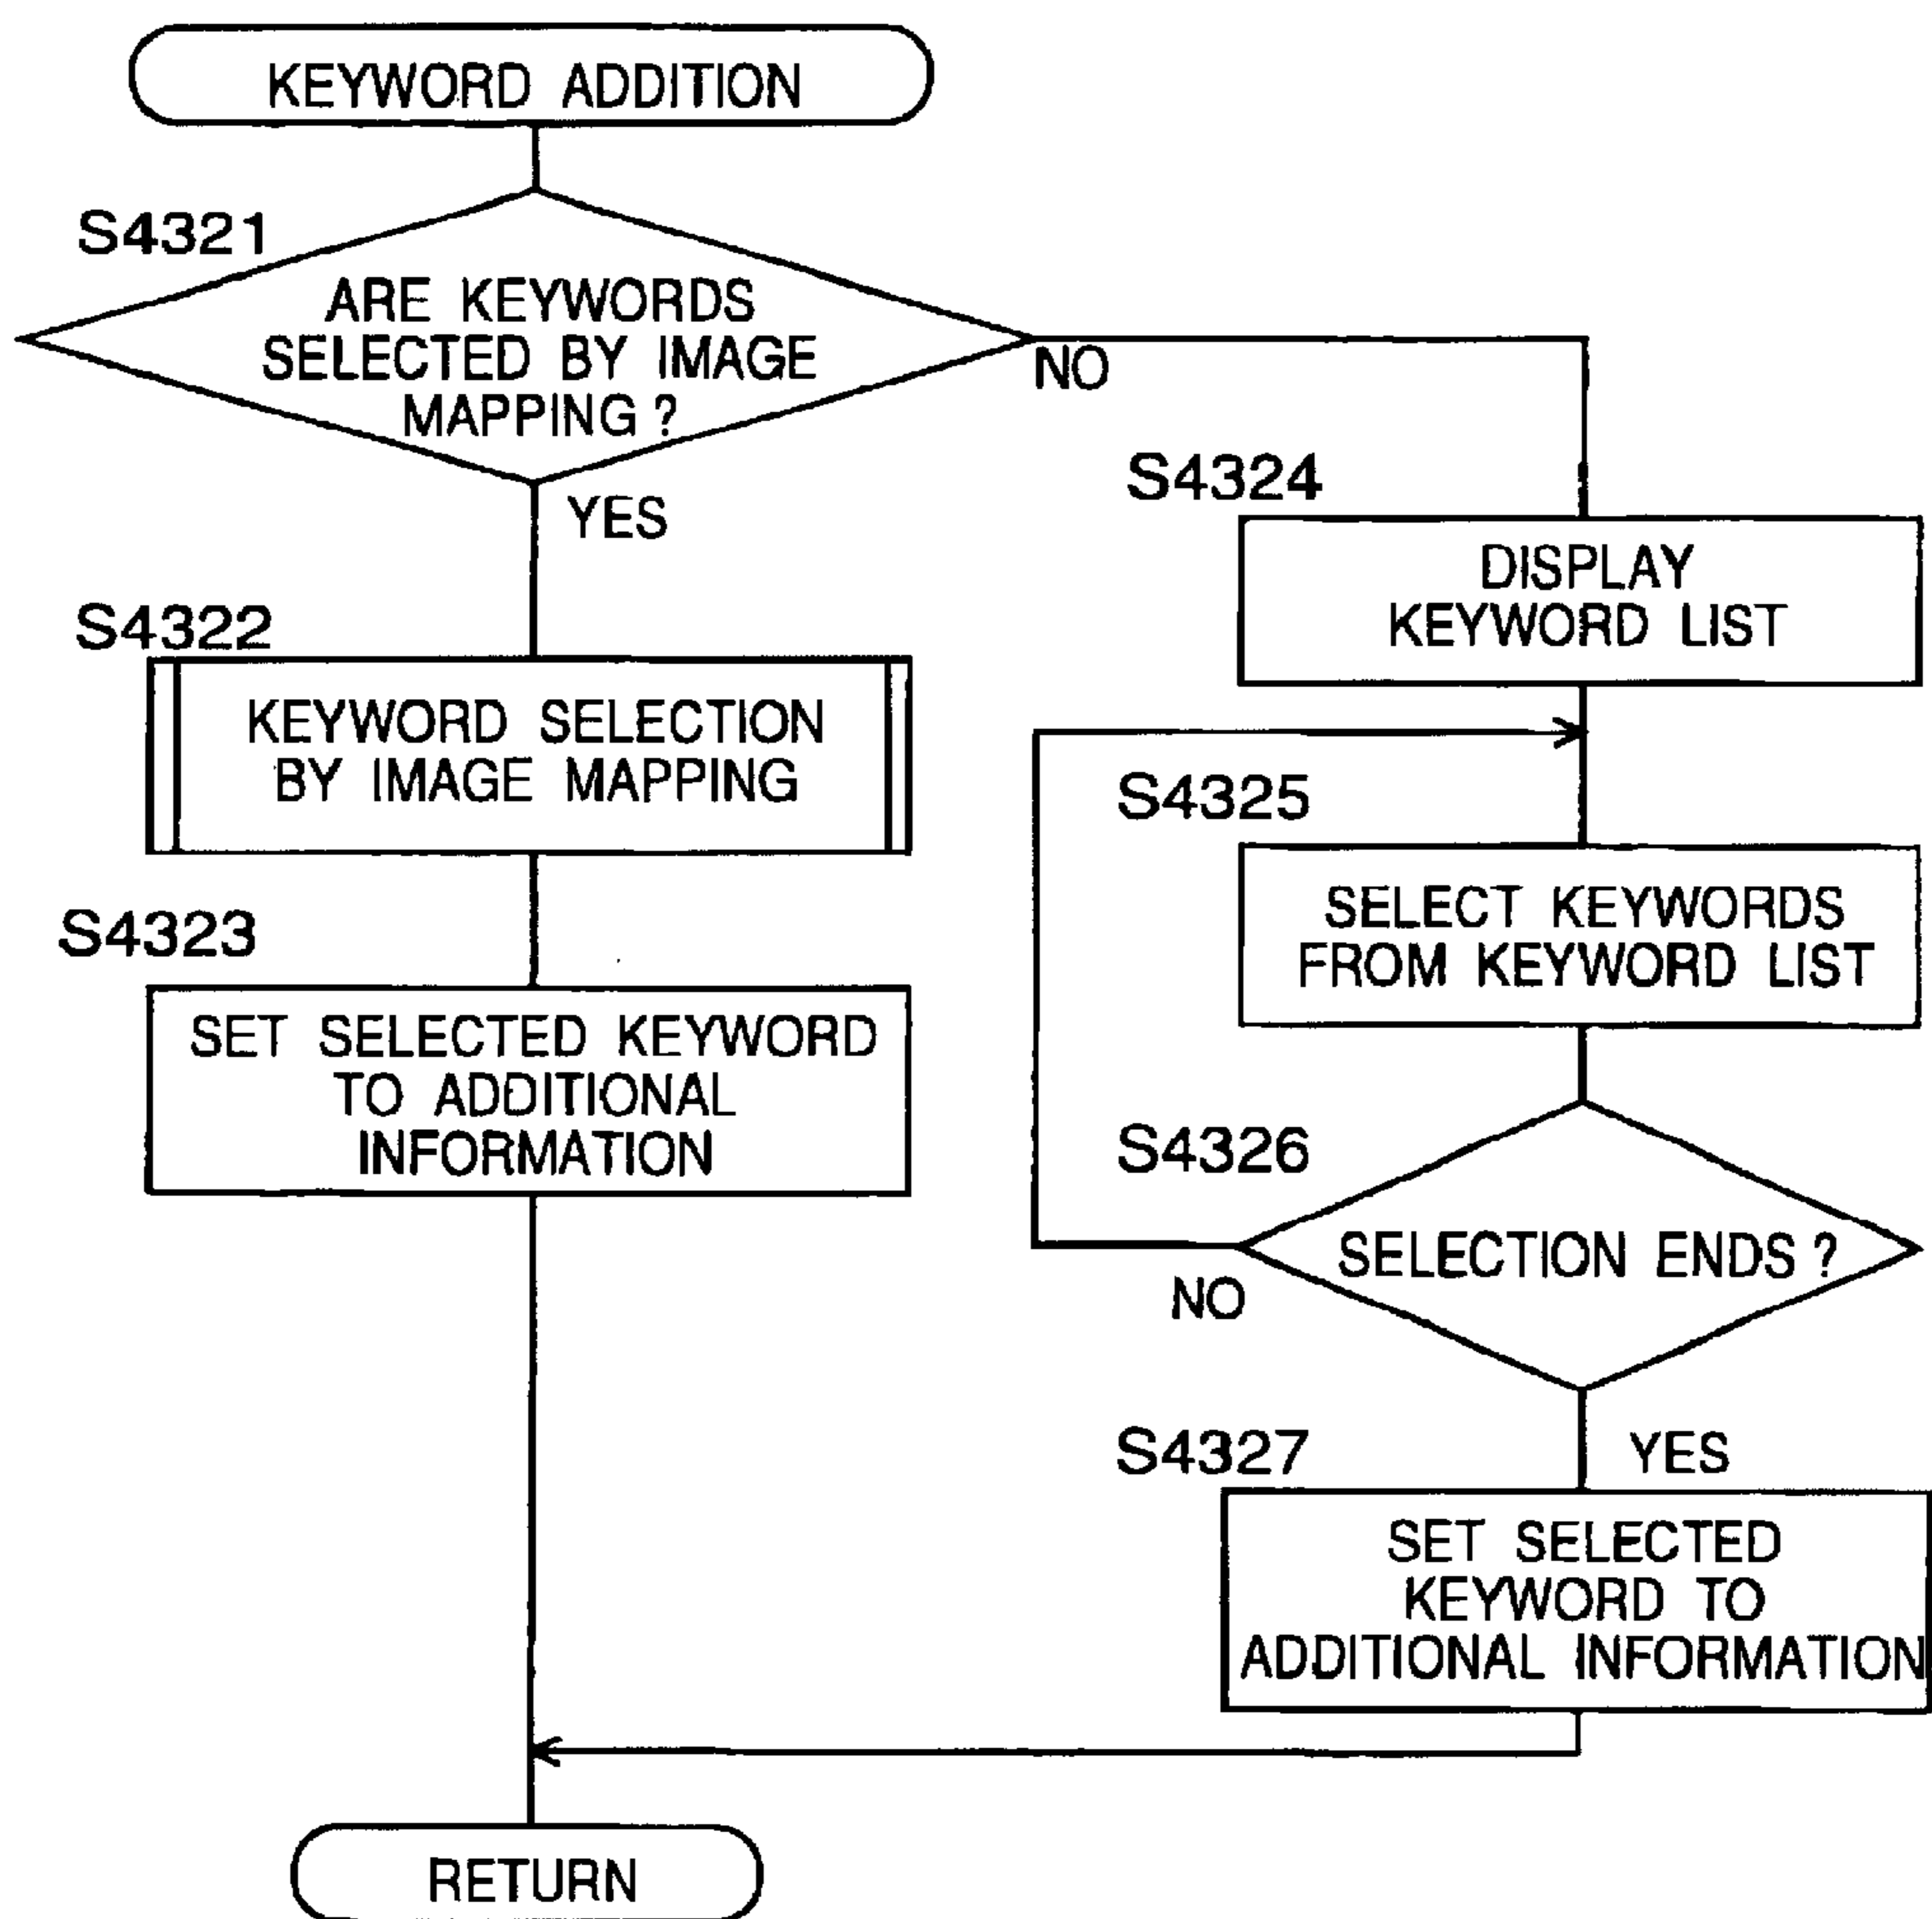 KEYWORD ADDITION
S4321
ARE KEYWORDS
SELECTED BY IMAGE
MAPPING ?
NO
YES
S4322
KEYWORD SELECTION
BY IMAGE MAPPING
S4323
SET SELECTED KEYWORD
TO ADDITIONAL
INFORMATION
S4324
DISPLAY
KEYWORD LIST
S4325
SELECT KEYWORDS
FROM KEYWORD LIST
S4326
SELECTION ENDS ?
NO
YES
S4327
SET SELECTED
KEYWORD TO
ADDITIONAL INFORMATION
RETURN